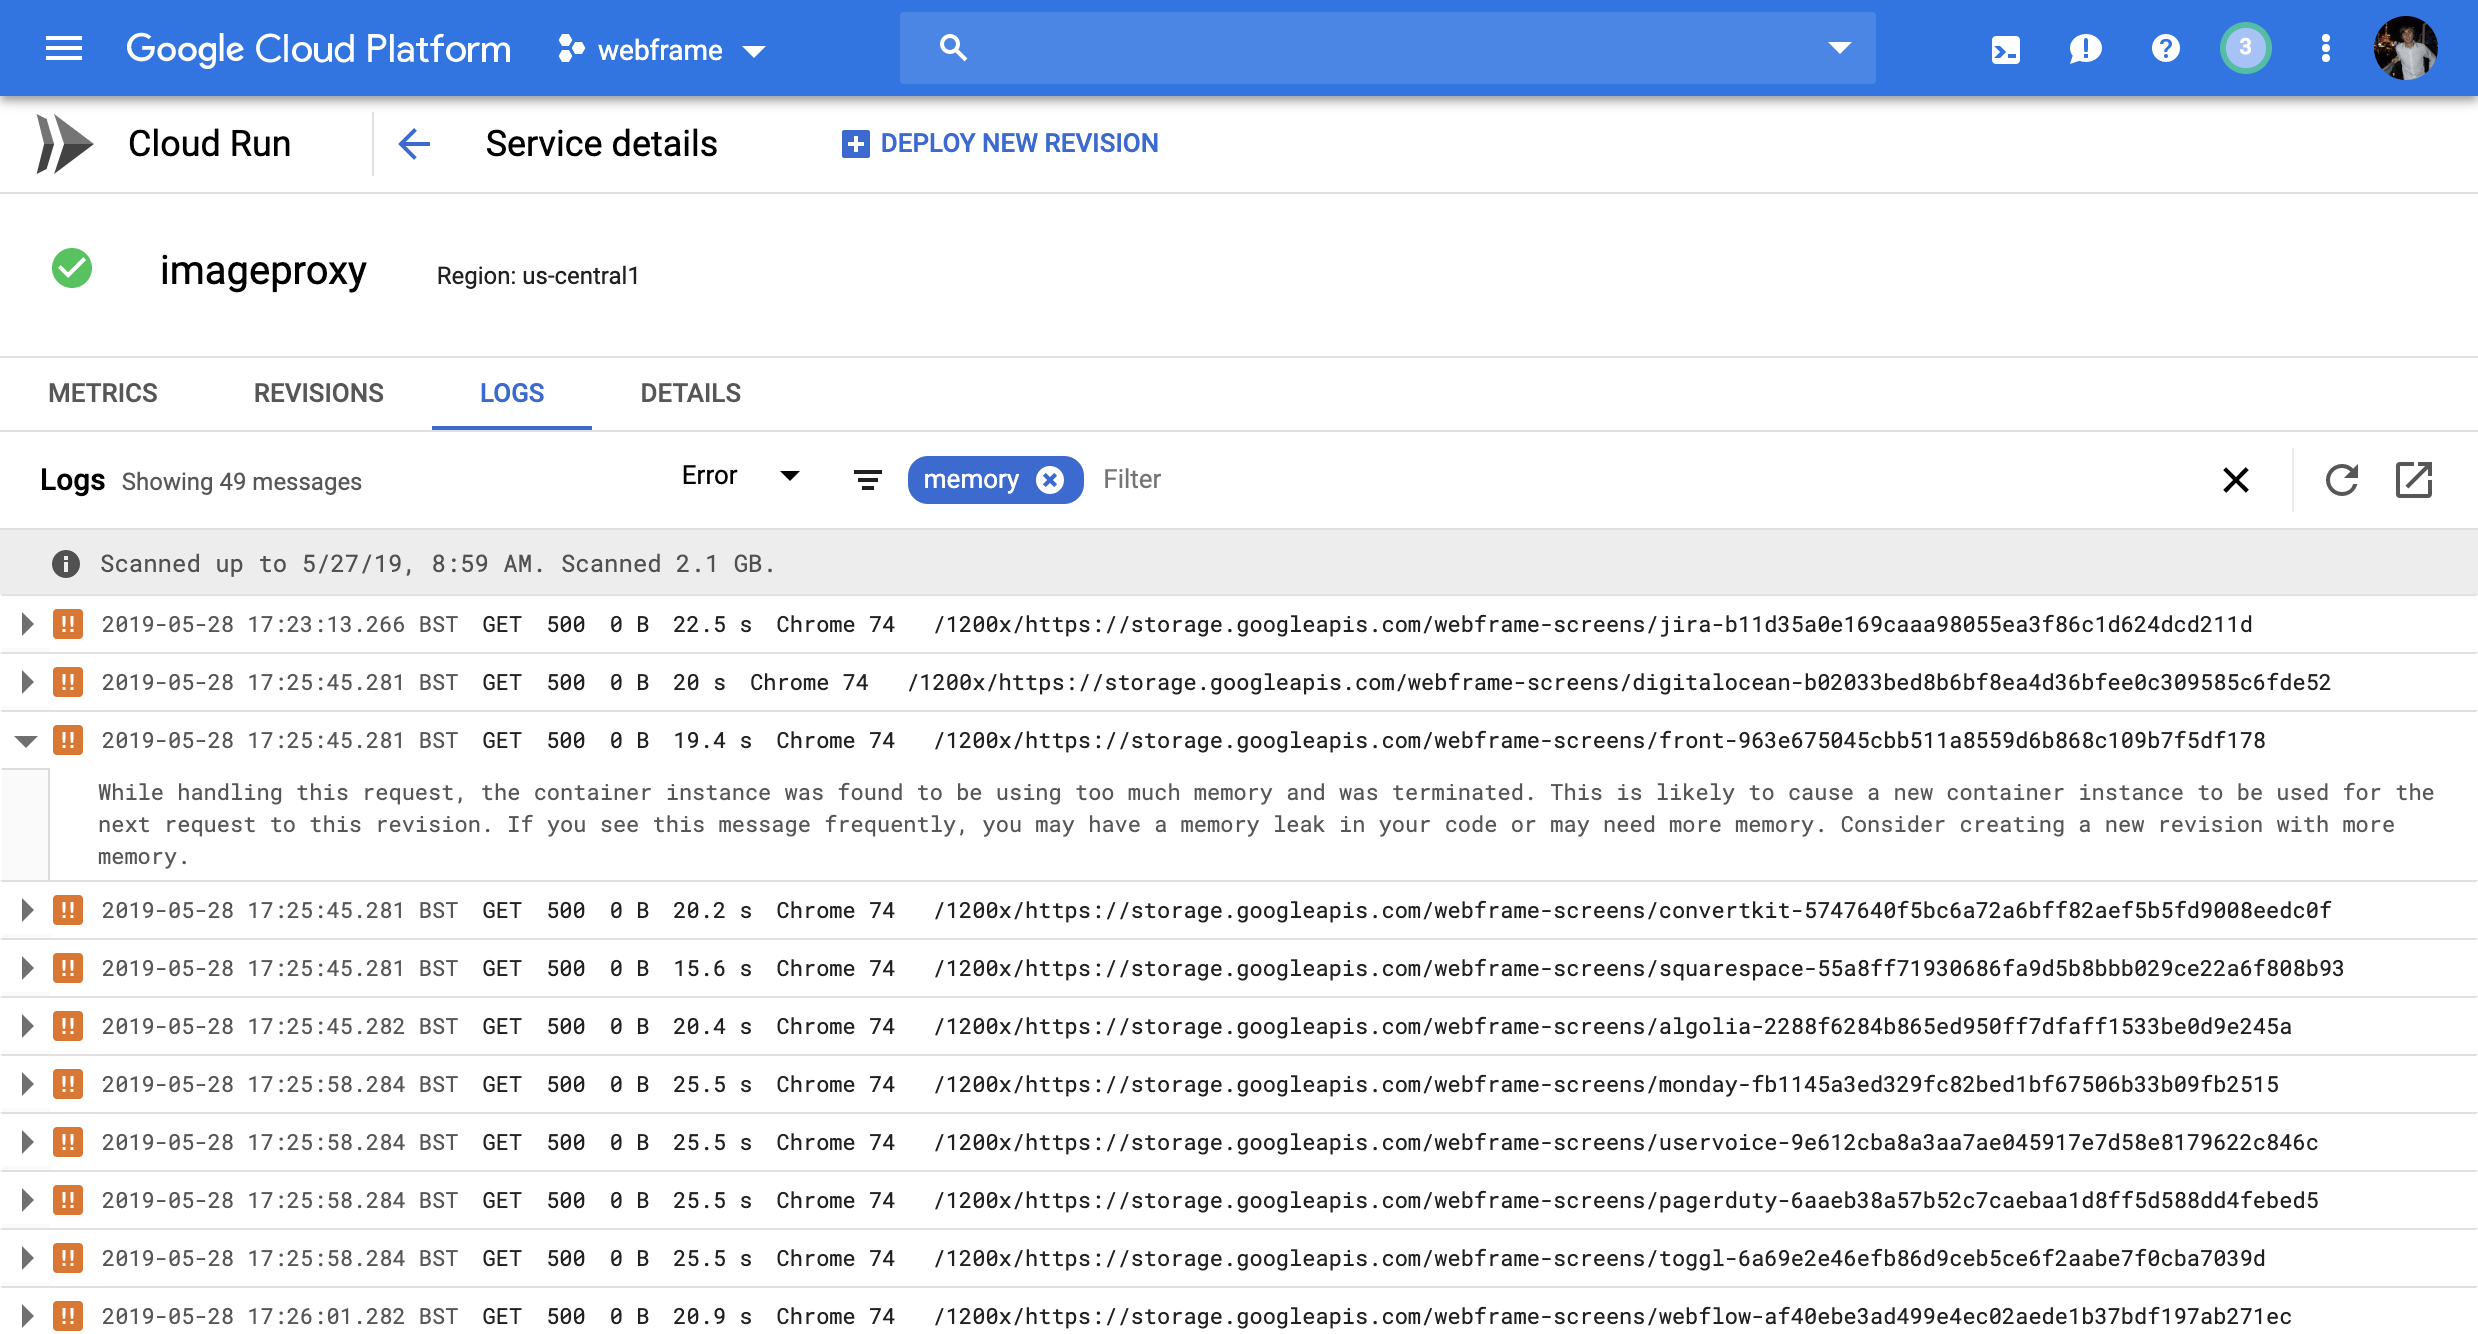 Google Cloud Platform webframe 3
Cloud Run Service details DEPLOY NEW REVISION
imageproxy Region: us-central1
METRICS REVISIONS LOGS DETAILS
Logs Showing 49 messages Error memory Filter
Scanned up to 5/27/19, 8:59 AM. Scanned 2.1 GB.
!! 2019-05-28 17:23:13.266 BST GET 500 0 B 22.5 s Chrome 74 /1200x/https://storage.googleapis.com/webframe-screens/jira-b11d35a0e169caaa98055ea3f86c1d624dcd211d
!! 2019-05-28 17:25:45.281 BST GET 500 0 B 20 s Chrome 74 /1200x/https://storage.googleapis.com/webframe-screens/digitalocean-b02033bed8b6bf8ea4d36bfee0c309585c6fde52
!! 2019-05-28 17:25:45.281 BST GET 500 0 B 19.4 s Chrome 74 /1200x/https://storage.googleapis.com/webframe-screens/front-963e675045cbb511a8559d6b868c109b7f5df178
While handling this request, the container instance was found to be using too much memory and was terminated. This is likely to cause a new container instance to be used for the
next request to this revision. If you see this message frequently, you may have a memory leak in your code or may need more memory. Consider creating a new revision with more
memory.
!! 2019-05-28 17:25:45.281 BST GET 500 0 B 20.2 s Chrome 74 /1200x/https://storage.googleapis.com/webframe-screens/convertkit-5747640f5bc6a72a6bff82aef5b5fd9008eedc0f
!! 2019-05-28 17:25:45.281 BST GET 500 0 B 15.6 s Chrome 74 /1200x/https://storage.googleapis.com/webframe-screens/squarespace-55a8ff71930686fa9d5b8bbb029ce22a6f808b93
!! 2019-05-28 17:25:45.282 BST GET 500 0 B 20.4 s Chrome 74 /1200x/https://storage.googleapis.com/webframe-screens/algolia-2288f6284b865ed950ff7dfaff1533be0d9e245a
!! 2019-05-28 17:25:58.284 BST GET 500 0 B 25.5 s Chrome 74 /1200x/https://storage.googleapis.com/webframe-screens/monday-fb1145a3ed329fc82bed1bf67506b33b09fb2515
!! 2019-05-28 17:25:58.284 BST GET 500 0 B 25.5 s Chrome 74 /1200x/https://storage.googleapis.com/webframe-screens/uservoice-9e612cba8a3aa7ae045917e7d58e8179622c846c
!! 2019-05-28 17:25:58.284 BST GET 500 0 B 25.5 s Chrome 74 /1200x/https://storage.googleapis.com/webframe-screens/pagerduty-6aaeb38a57b52c7caebaa1d8ff5d588dd4febed5
!! 2019-05-28 17:25:58.284 BST GET 500 0 B 25.5 s Chrome 74 /1200x/https://storage.googleapis.com/webframe-screens/toggl-6a69e2e46efb86d9ceb5ce6f2aabe7f0cba7039d
!! 2019-05-28 17:26:01.282 BST GET 500 0 B 20.9 s Chrome 74 /1200x/https://storage.googleapis.com/webframe-screens/webflow-af40ebe3ad499e4ec02aede1b37bdf197ab271ec